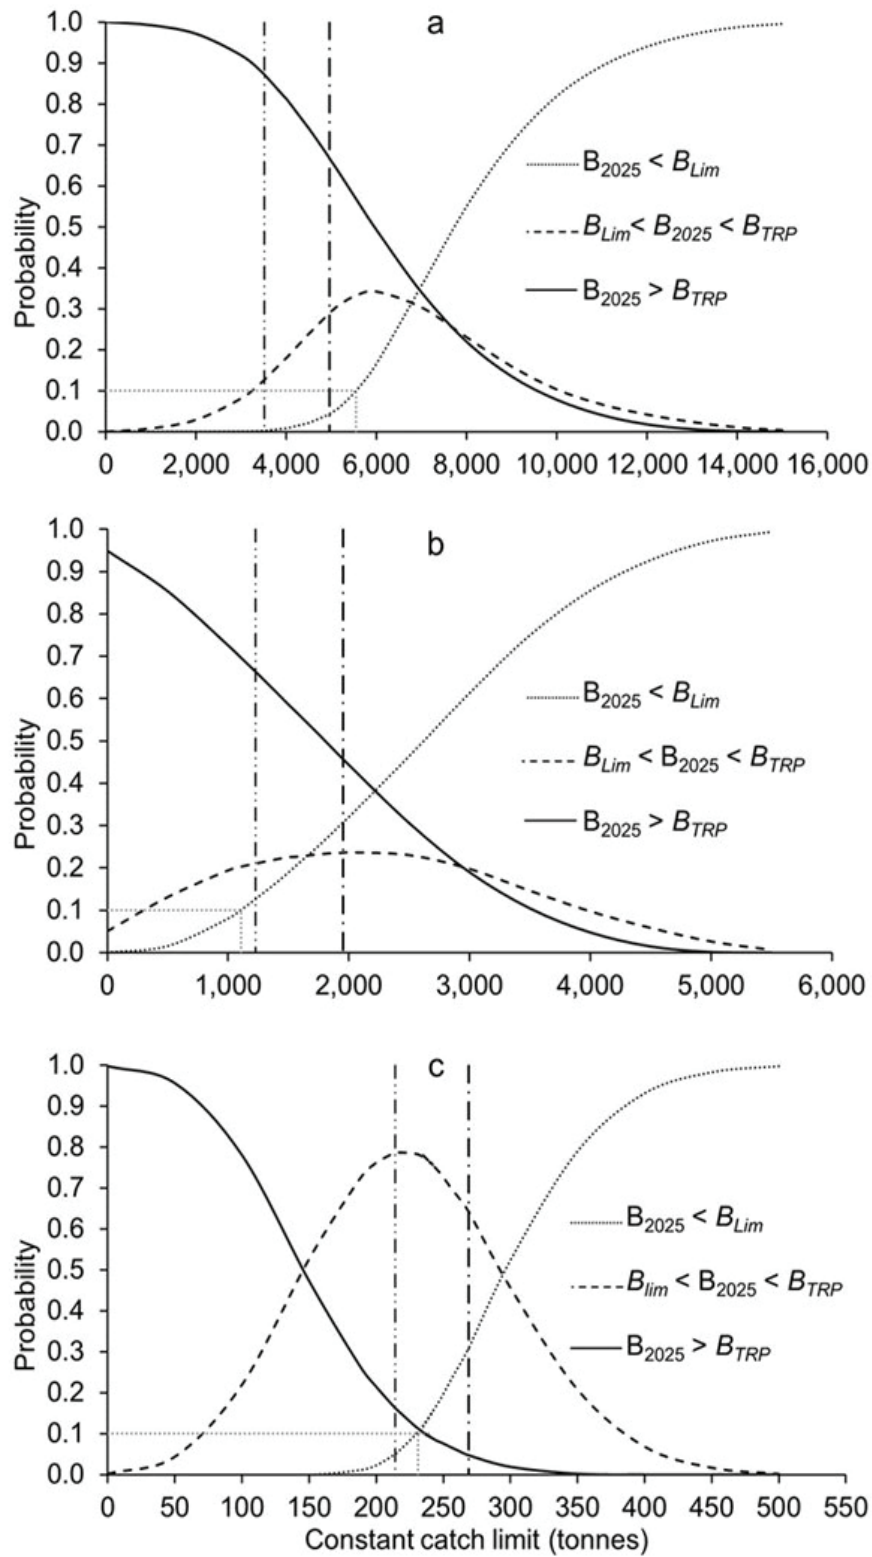 a
1.0
0.9
0.8
0.7
0.6
0.5
0.4
0.3
0.2
0.1
0.0
Probability
B2025 < BLim
BLim< B2025 < BTRP
B2025 > BTRP
0 2,000 4,000 6,000 8,000 10,000 12,000 14,000 16,000
b
1.0
0.9
0.8
0.7
0.6
0.5
0.4
0.3
0.2
0.1
0.0
Probability
B2025 < BLim
BLim < B2025 < BTRP
B2025 > BTRP
0 1,000 2,000 3,000 4,000 5,000 6,000
c
1.0
0.9
0.8
0.7
0.6
0.5
0.4
0.3
0.2
0.1
0.0
Probability
B2025 < BLim
Blim < B2025 < BTRP
B2025 > BTRP
0 50 100 150 200 250 300 350 400 450 500 550
Constant catch limit (tonnes)